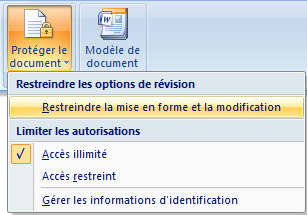 Protéger le
document
Modèle de
document
Restreindre les options de révision
Restreindre la mise en forme et la modification
Limiter les autorisations
Accès illimité
Accès restreint
Gérer les informations d'identification